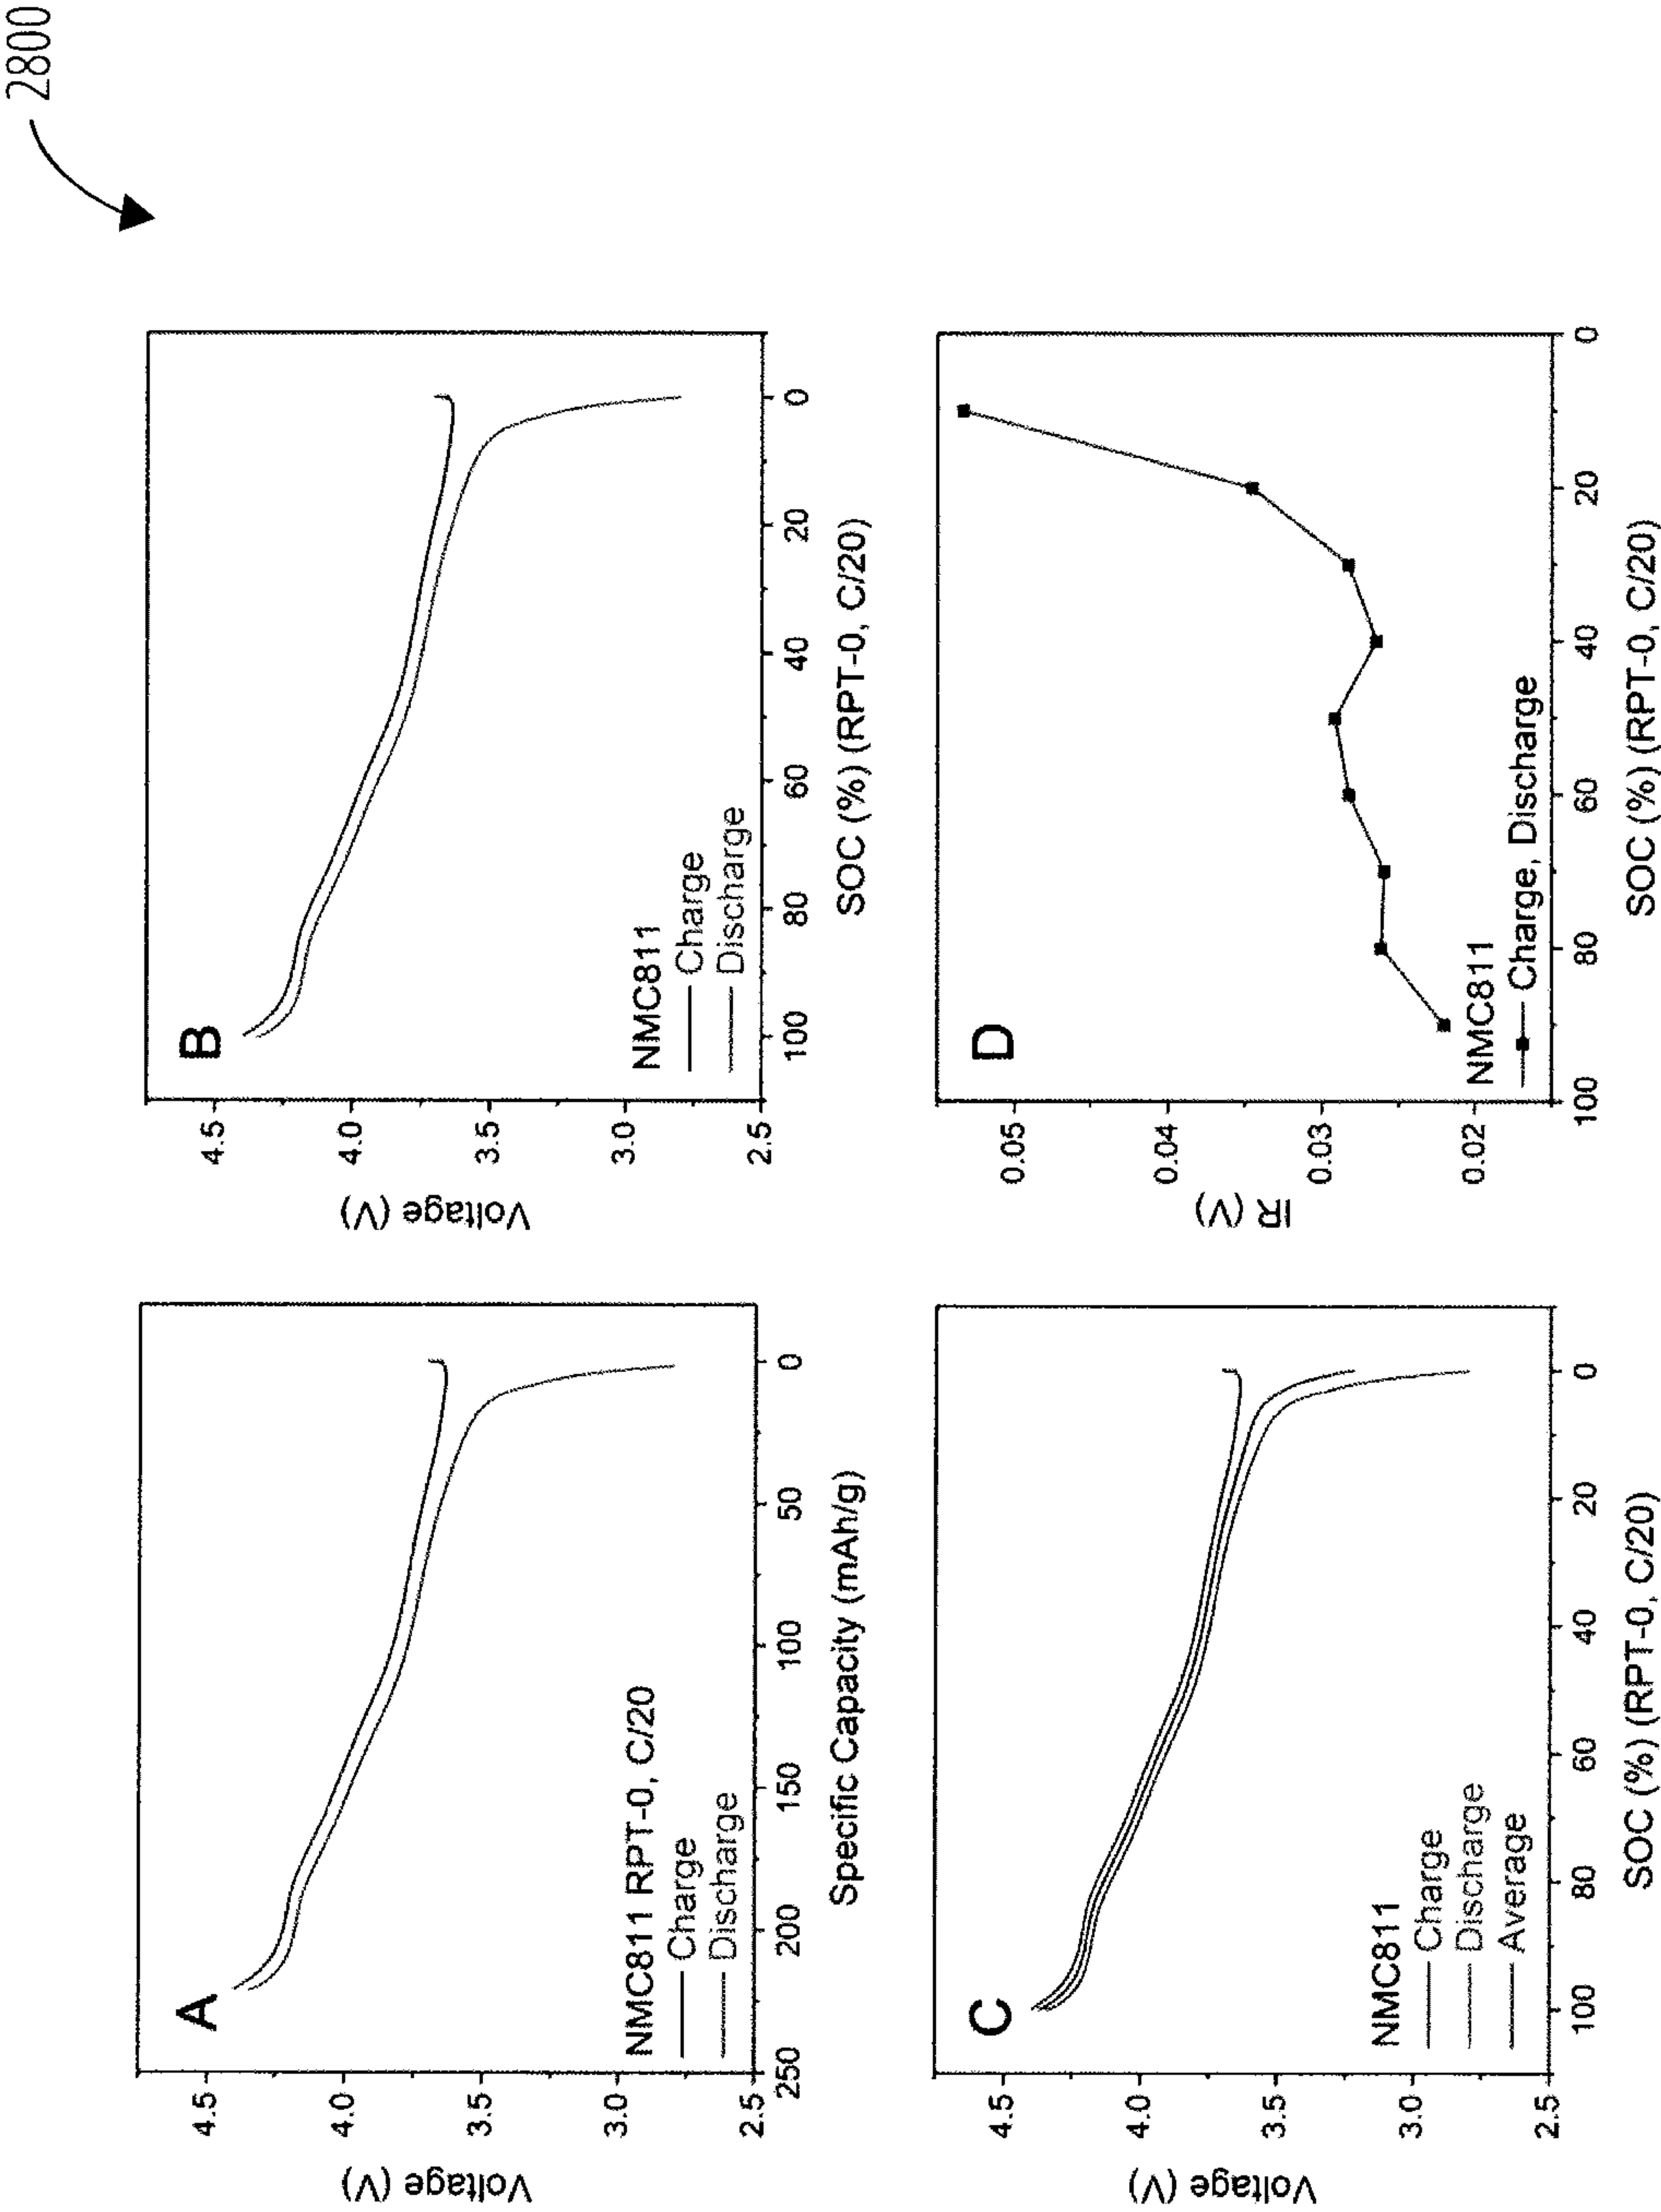 2800
A
4.5
4.0
3.5
3.0
2.5
Voltage (V)
NMC811 RPT-0, C/20
Charge
Discharge
250
200
150
100
50
0
Specific Capacity (mAh/g)
B
4.5
4.0
3.5
3.0
2.5
Voltage (V)
NMC811
Charge
Discharge
100
80
60
40
20
0
SOC (%) (RPT-0, C/20)
C
4.5
4.0
3.5
3.0
2.5
Voltage (V)
NMC811
Charge
Discharge
Average
100
80
60
40
20
0
SOC (%) (RPT-0, C/20)
D
0.05
0.04
0.03
0.02
IR (V)
NMC811
Charge, Discharge
100
80
60
40
20
0
SOC (%) (RPT-0, C/20)